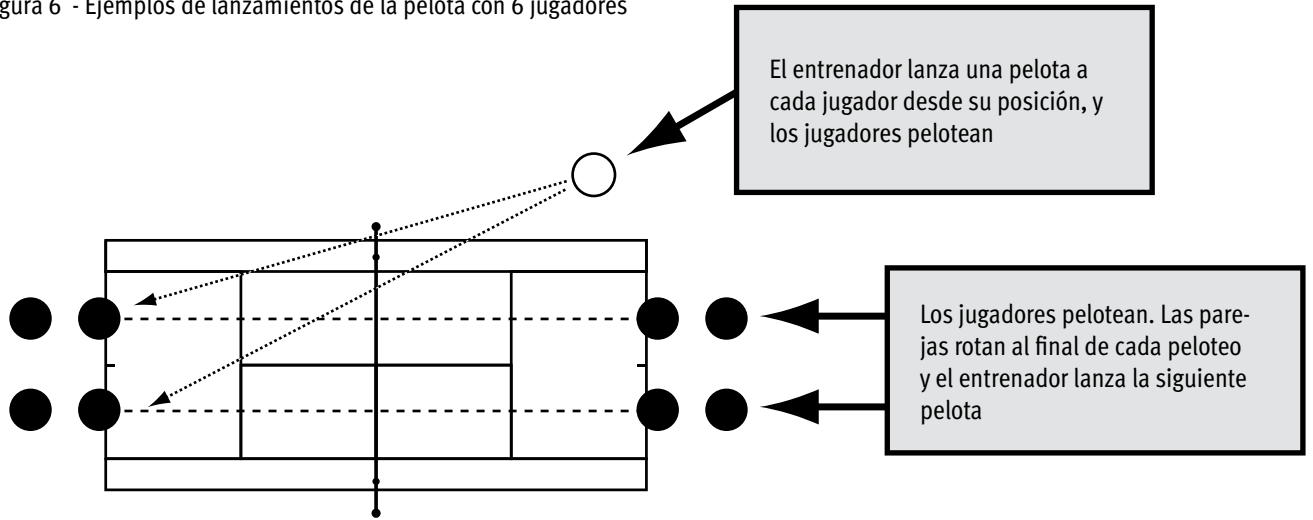 gura 6 - Ejemplos de lanzamientos de la pelota con 6 jugadores
El entrenador lanza una pelota a
cada jugador desde su posición, y
los jugadores pelotean
Los jugadores pelotean. Las pare-
jas rotan al final de cada peloteo
y el entrenador lanza la siguiente
pelota